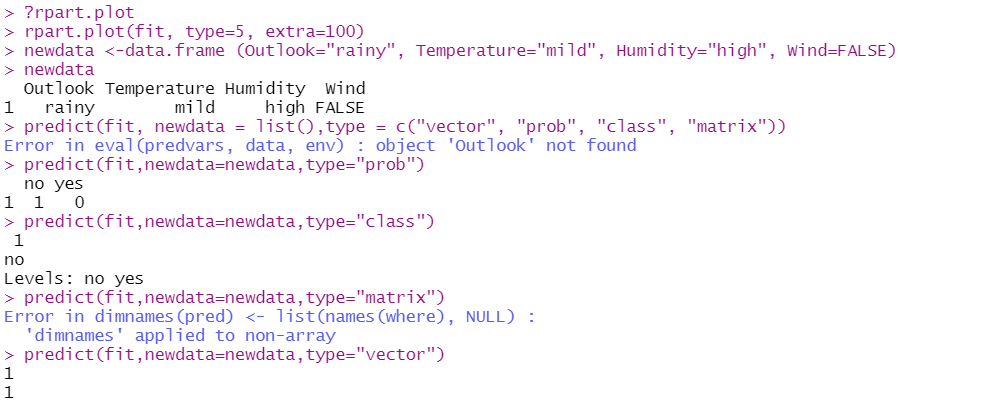 > ?rpart.plot
> rpart.plot(fit, type=5, extra=100)
> newdata <-data.frame (Outlook="rainy", Temperature="mild", Humidity="high", Wind=FALSE)
> newdata
  Outlook Temperature Humidity  Wind
1   rainy        mild     high FALSE
> predict(fit, newdata = list(),type = c("vector", "prob", "class", "matrix"))
Error in eval(predvars, data, env) : object 'Outlook' not found
> predict(fit,newdata=newdata,type="prob")
  no yes
1  1   0
> predict(fit,newdata=newdata,type="class")
 1
no
Levels: no yes
> predict(fit,newdata=newdata,type="matrix")
Error in dimnames(pred) <- list(names(where), NULL) :
  'dimnames' applied to non-array
> predict(fit,newdata=newdata,type="vector")
1
1